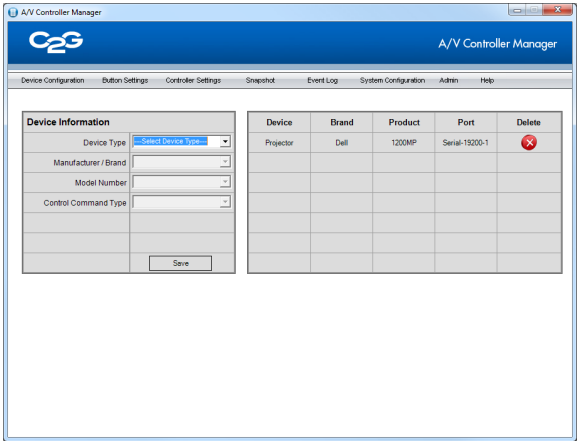 A/V Controller Manager
C2G
A/V Controller Manager
Device Configuration Button Settings Controller Settings Snapshot Event Log System Configuration Admin Help
Device Information
Device Type ---Select Device Type---
Manufacturer / Brand
Model Number
Control Command Type
Save
Device Brand Product Port Delete
Projector Dell 1200MP Serial-19200-1